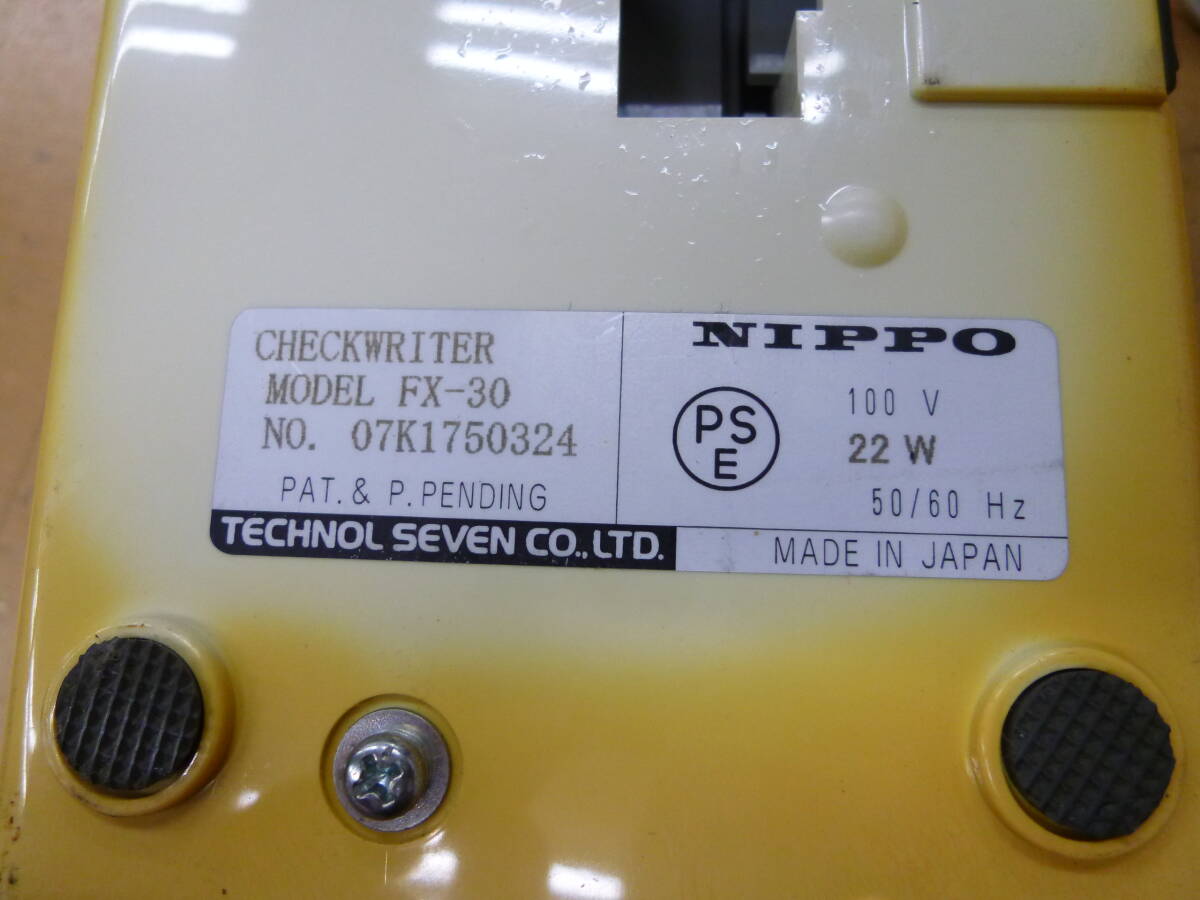 CHECKWRITER
MODEL FX-30
NO. 07K1750324
PAT. & P. PENDING
TECHNOL SEVEN CO., LTD.
NIPPO
PS
E
100 V
22 W
50/60 Hz
MADE IN JAPAN